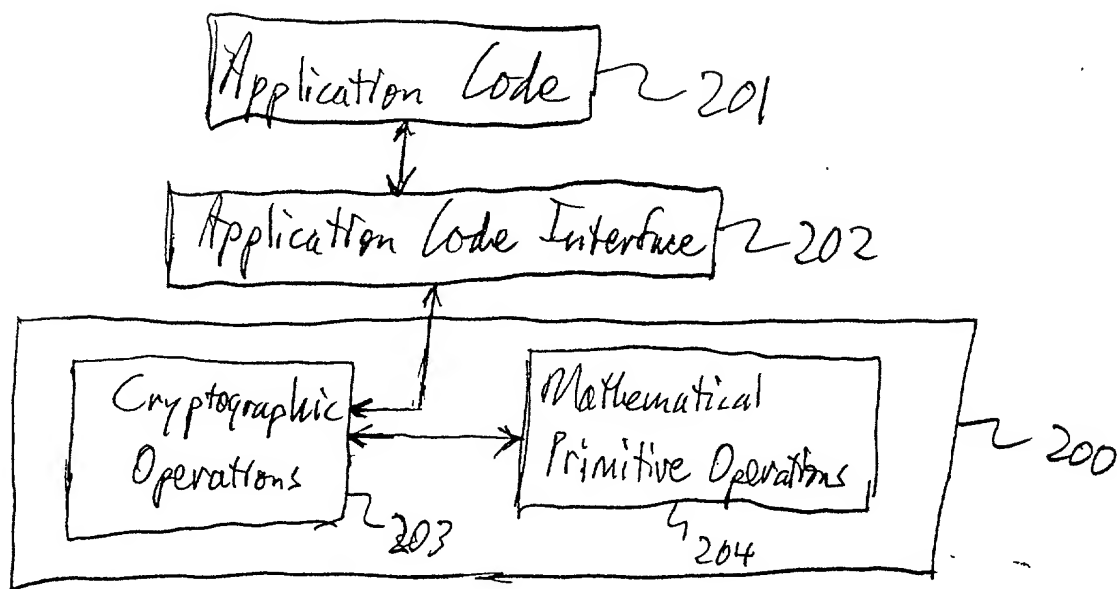 Application Code
201
Application Code Interface
202
Cryptographic
Operations
203
Mathematical
Primitive Operations
204
200